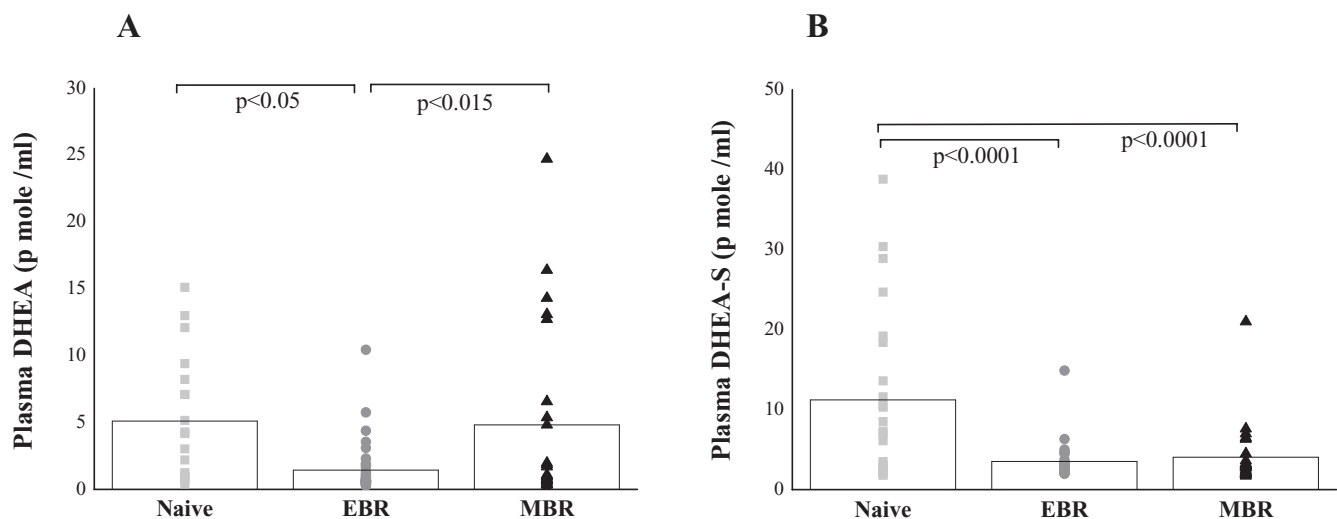 A
Plasma DHEA (p mole /ml)
30
25
20
15
10
5
0
p<0.05
p<0.015
Naive
EBR
MBR
B
Plasma DHEA-S (p mole /ml)
50
40
30
20
10
0
p<0.0001
p<0.0001
Naive
EBR
MBR